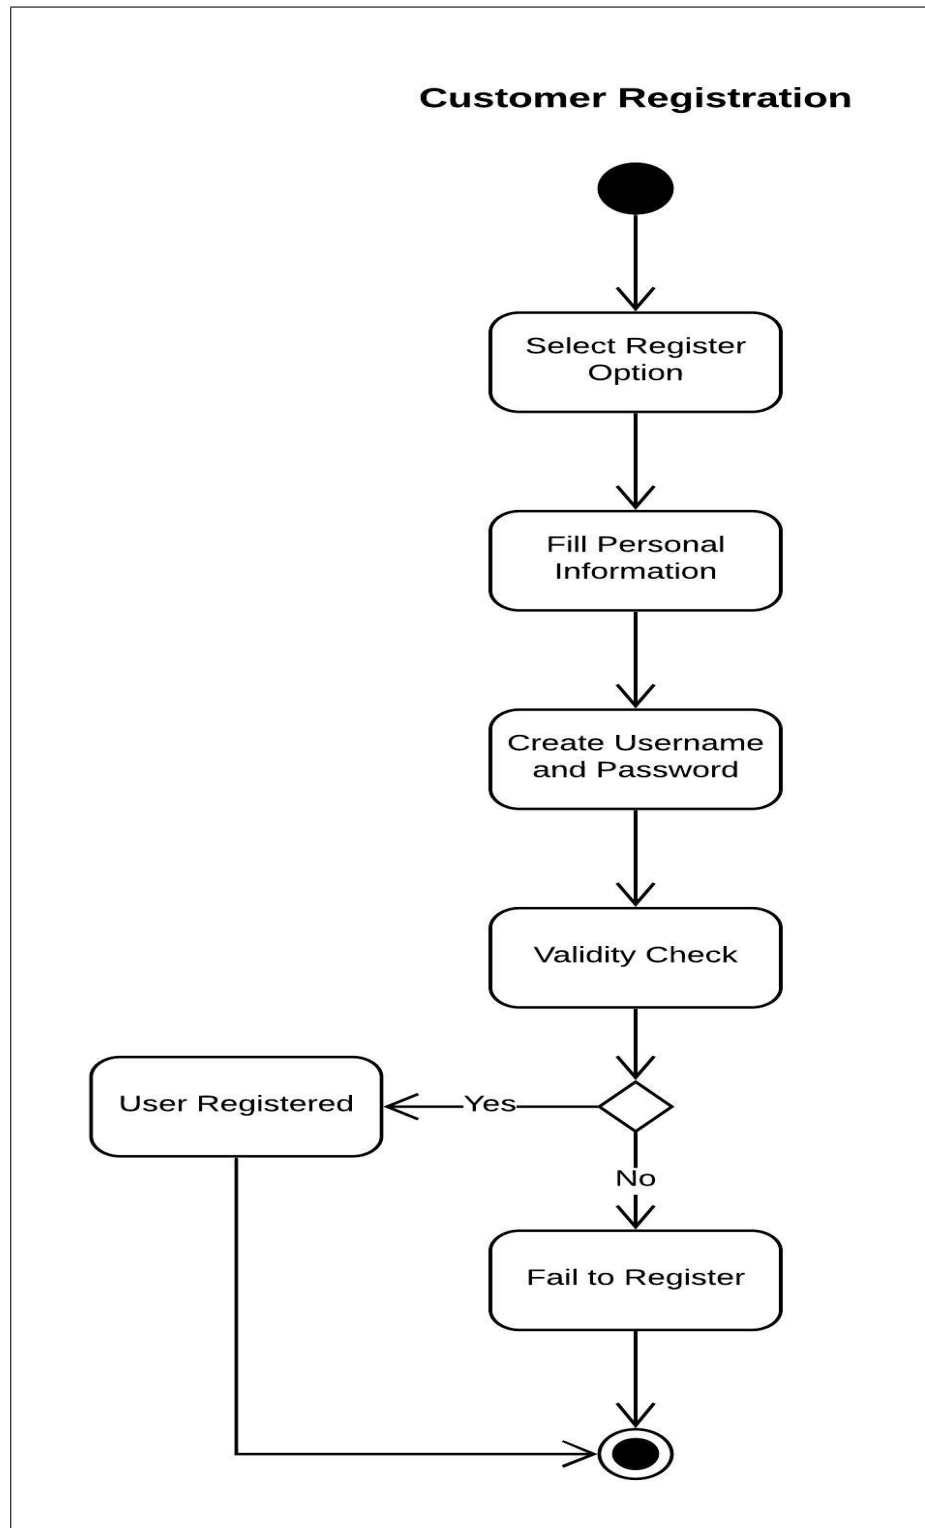 Customer Registration
Select Register
Option
Fill Personal
Information
Create Username
and Password
Validity Check
User Registered
Yes
No
Fail to Register